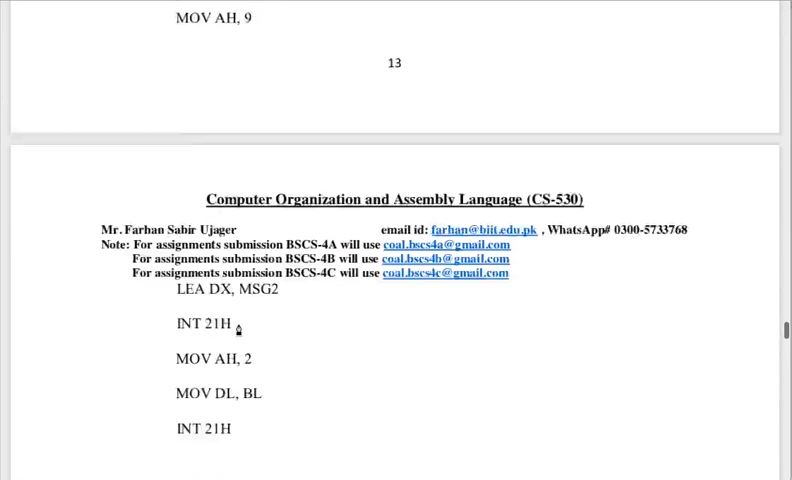 MOV AH, 9
13
Computer Organization and Assembly Language (CS-530)
Mr. Farhan Sabir Ujager email id: farhan@biit.edu.pk , WhatsApp# 0300-5733768
Note: For assignments submission BSCS-4A will use coal.bscs4a@gmail.com
For assignments submission BSCS-4B will use coal.bscs4b@gmail.com
For assignments submission BSCS-4C will use coal.bscs4c@gmail.com
LEA DX, MSG2
INT 21H
MOV AH, 2
MOV DL, BL
INT 21H